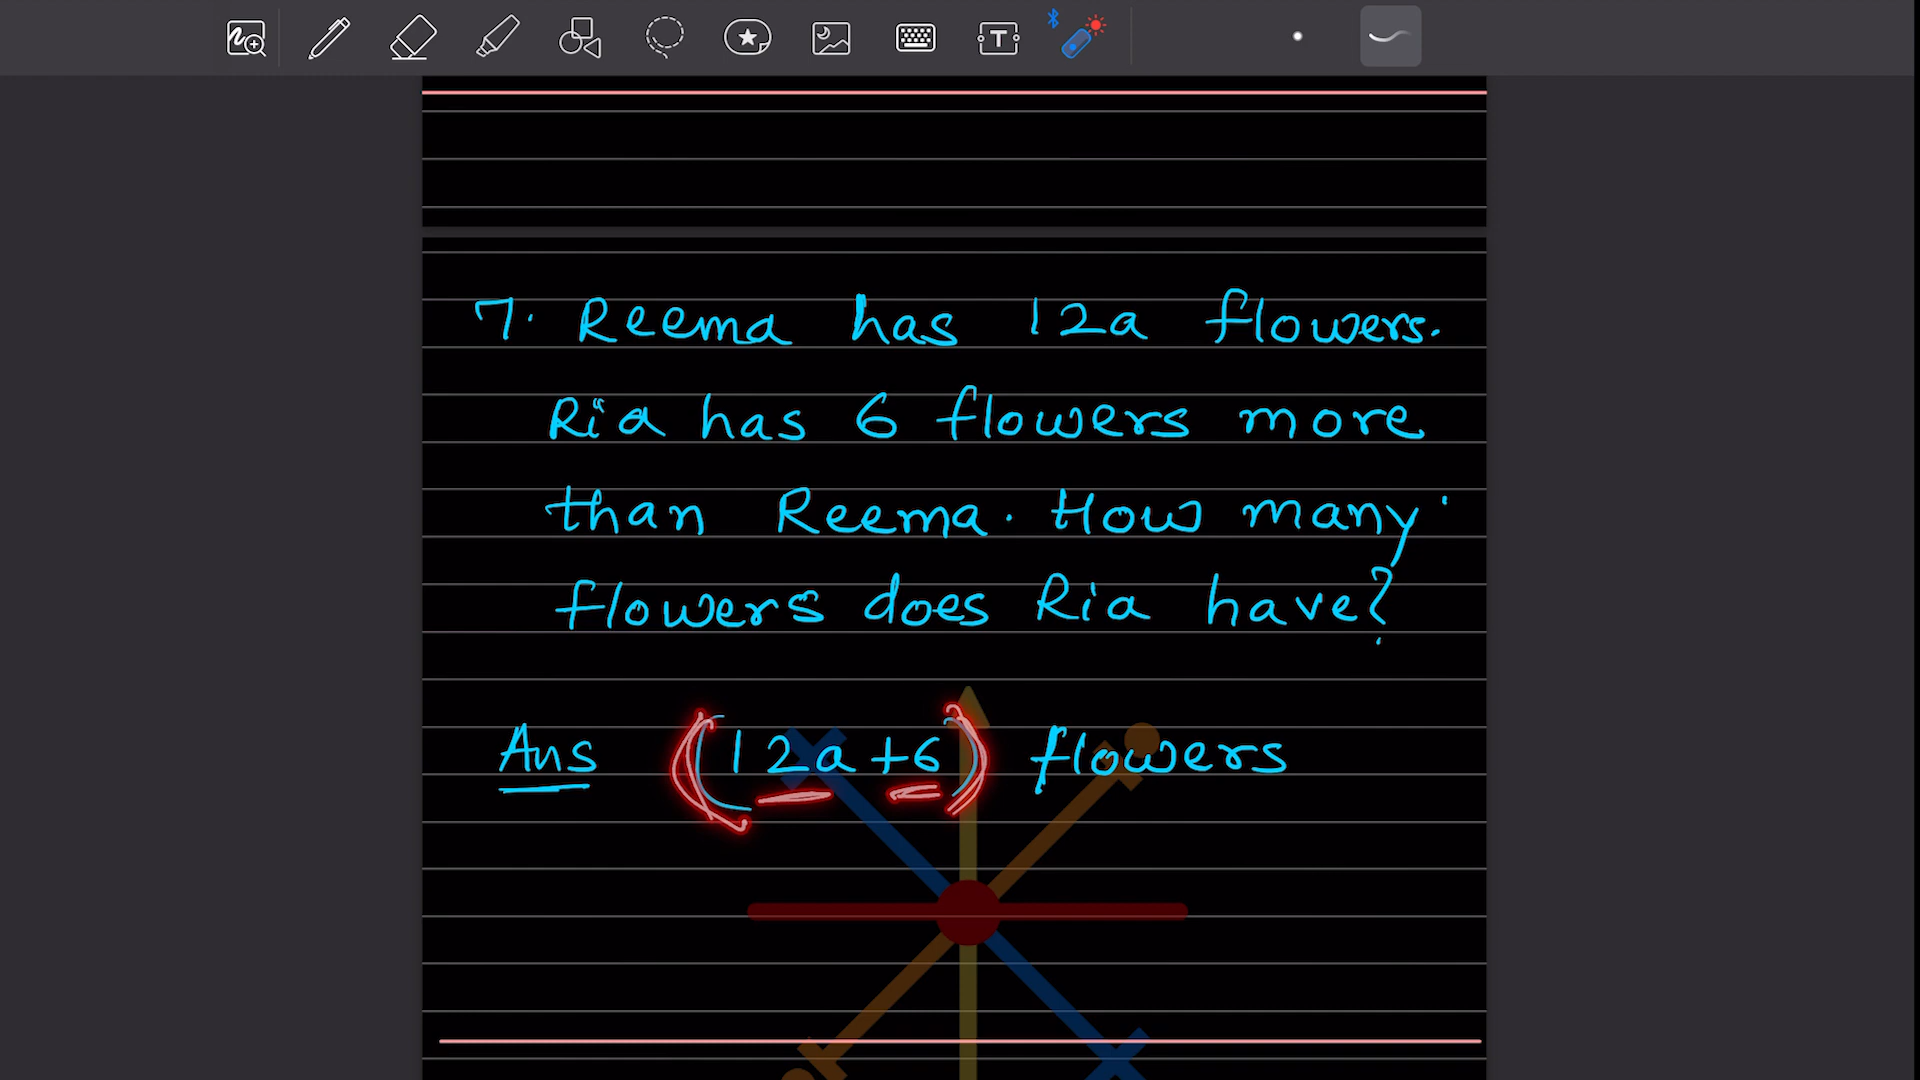 7. Reema has 12a flowers.
Ria has 6 flowers more
than Reema. How many
flowers does Ria have?
Ans (12a+6) flowers